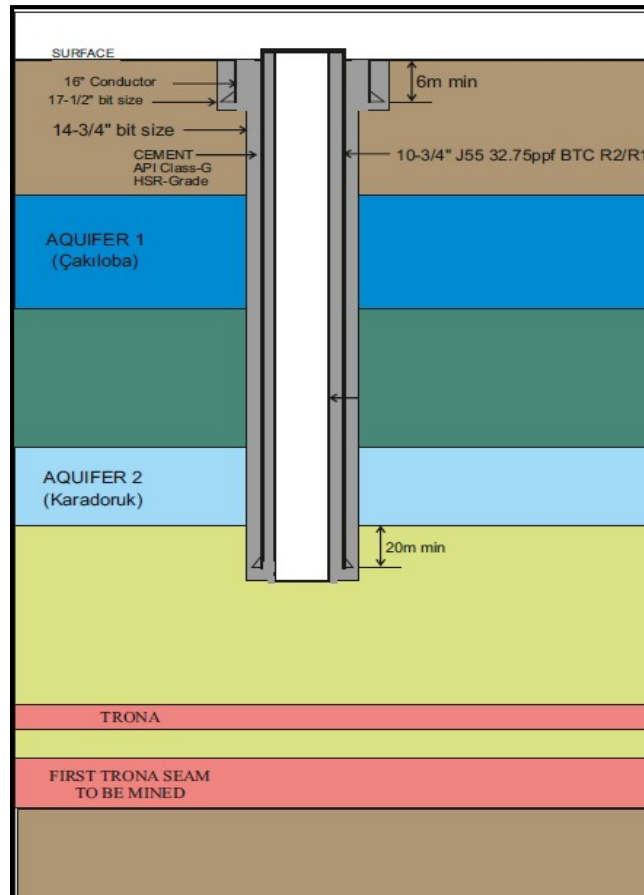 SURFACE
16" Conductor
17-1/2" bit size
6m min
14-3/4" bit size
CEMENT
API Class-G
HSR-Grade
10-3/4" J55 32.75ppf BTC R2/R1
AQUIFER 1
(Çakıloba)
AQUIFER 2
(Karadoruk)
20m min
TRONA
FIRST TRONA SEAM
TO BE MINED